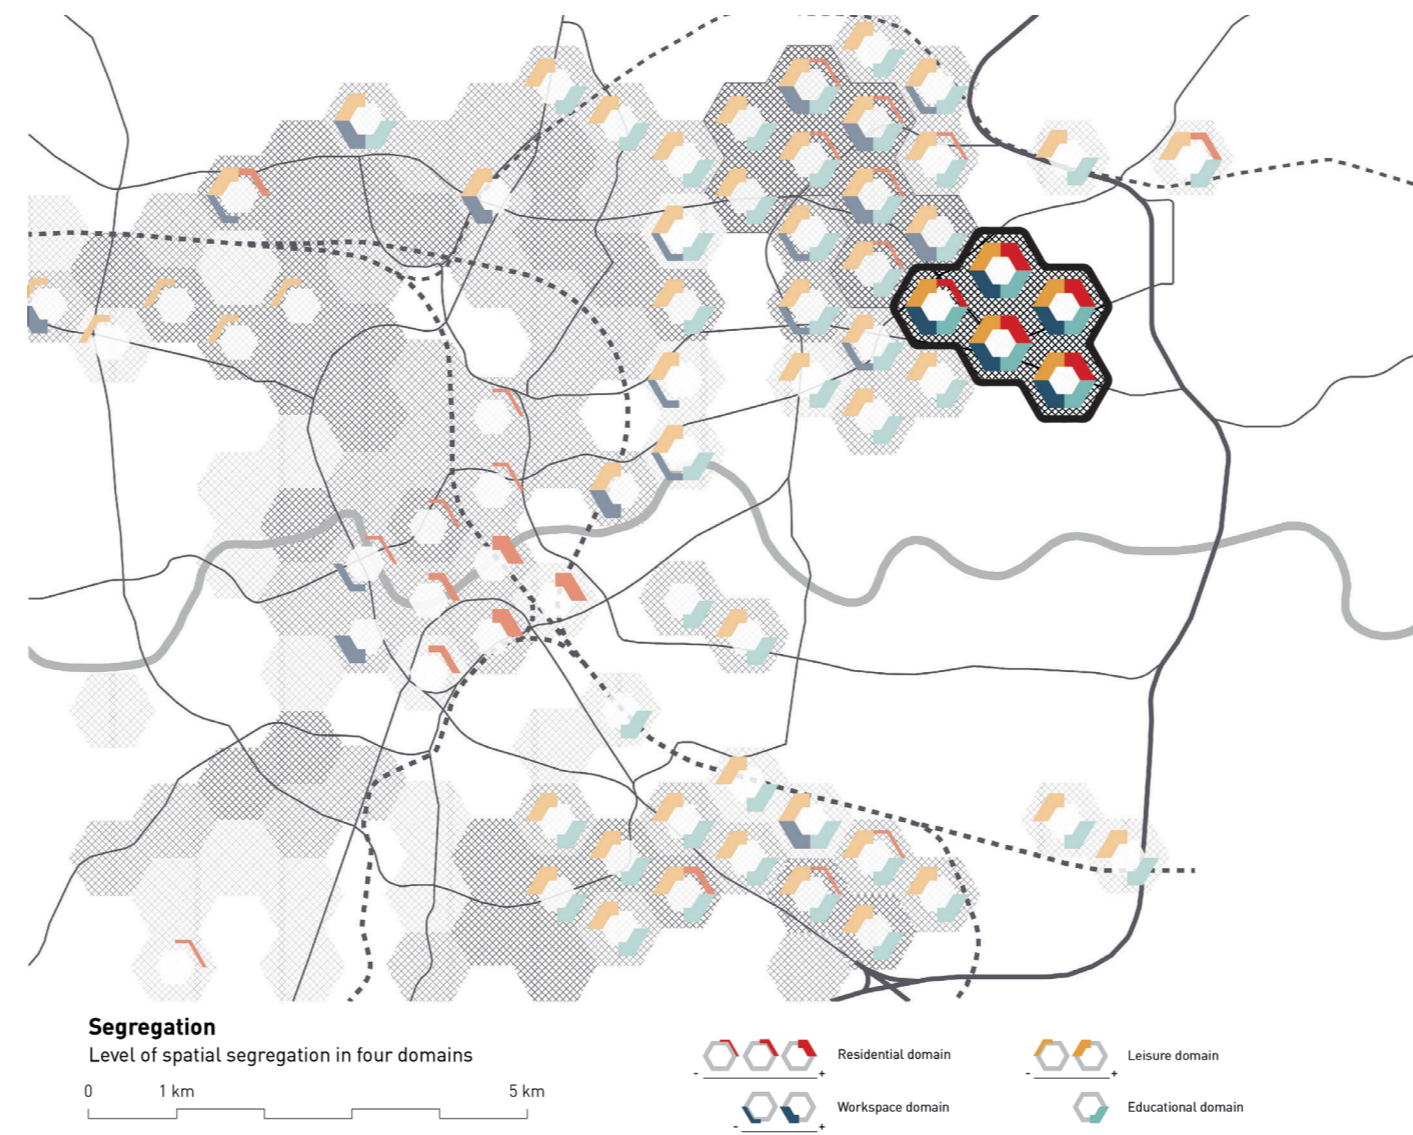 Segregation
Level of spatial segregation in four domains
0 1 km 5 km
- + Residential domain
- + Workspace domain
- + Leisure domain
Educational domain